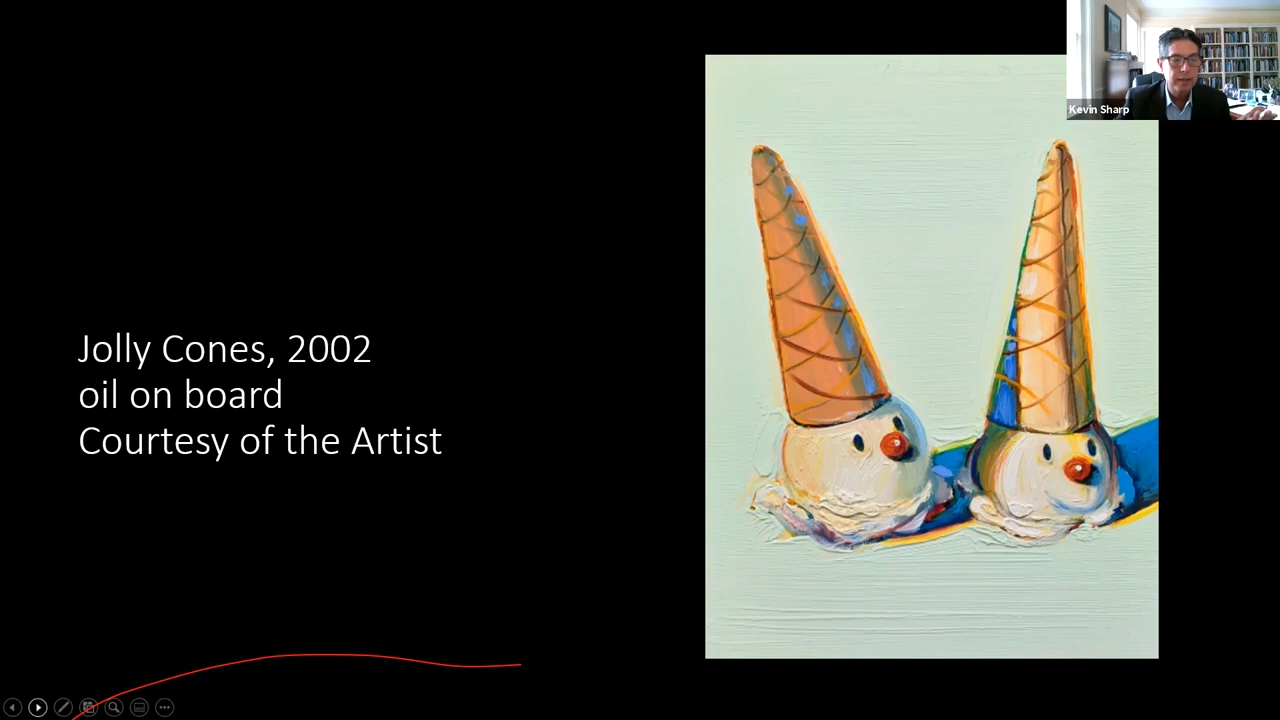 Kevin Sharp
Jolly Cones, 2002
oil on board
Courtesy of the Artist